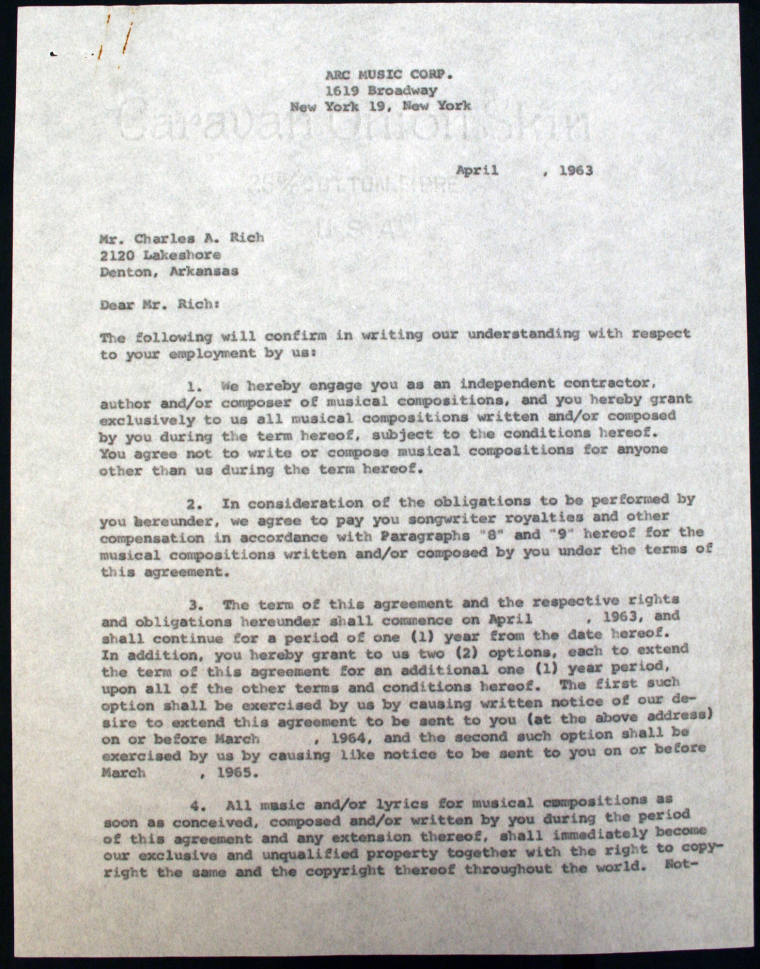 ARC MUSIC CORP.
1619 Broadway
New York 19, New York
Caravan Onion Skin
April , 1963
25% COTTON FIBRE
U S A
Mr. Charles A. Rich
2120 Lakeshore
Denton, Arkansas
Dear Mr. Rich:
The following will confirm in writing our understanding with respect
to your employment by us:
1. We hereby engage you as an independent contractor,
author and/or composer of musical compositions, and you hereby grant
exclusively to us all musical compositions written and/or composed
by you during the term hereof, subject to the conditions hereof.
You agree not to write or compose musical compositions for anyone
other than us during the term hereof.
2. In consideration of the obligations to be performed by
you hereunder, we agree to pay you songwriter royalties and other
compensation in accordance with Paragraphs "8" and "9" hereof for the
musical compositions written and/or composed by you under the terms of
this agreement.
3. The term of this agreement and the respective rights
and obligations hereunder shall commence on April , 1963, and
shall continue for a period of one (1) year from the date hereof.
In addition, you hereby grant to us two (2) options, each to extend
the term of this agreement for an additional one (1) year period,
upon all of the other terms and conditions hereof. The first such
option shall be exercised by us by causing written notice of our de-
sire to extend this agreement to be sent to you (at the above address)
on or before March , 1964, and the second such option shall be
exercised by us by causing like notice to be sent to you on or before
March , 1965.
4. All music and/or lyrics for musical compositions as
soon as conceived, composed and/or written by you during the period
of this agreement and any extension thereof, shall immediately become
our exclusive and unqualified property together with the right to copy-
right the same and the copyright thereof throughout the world. Not-